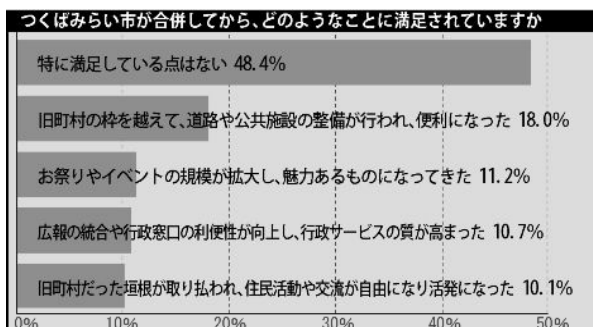 つくばみらい市が合併してから、どのようなことに満足されていますか
特に満足している点はない 48.4%
旧町村の枠を越えて、道路や公共施設の整備が行われ、便利になった 18.0%
お祭りやイベントの規模が拡大し、魅力あるものになってきた 11.2%
広報の統合や行政窓口の利便性が向上し、行政サービスの質が高まった 10.7%
旧町村だった垣根が取り払われ、住民活動や交流が自由になり活発になった 10.1%
0% 10% 20% 30% 40% 50%